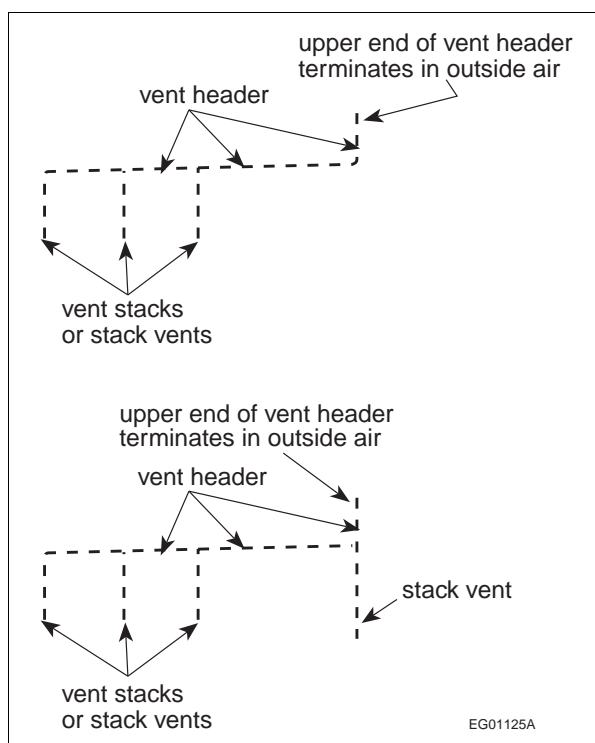 upper end of vent header
terminates in outside air
vent header
vent stacks
or stack vents
upper end of vent header
terminates in outside air
vent header
stack vent
vent stacks
or stack vents
EG01125A